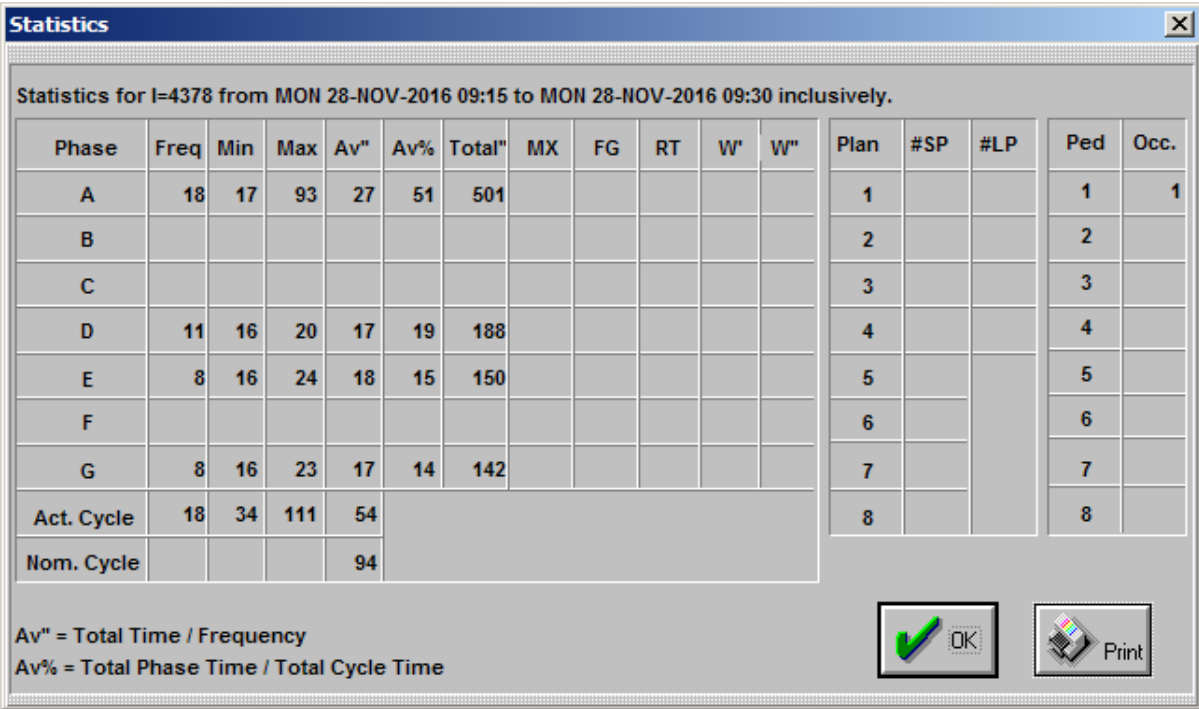 Statistics
Statistics for I=4378 from MON 28-NOV-2016 09:15 to MON 28-NOV-2016 09:30 inclusively.
Phase Freq Min Max Av" Av% Total" MX FG RT W' W"
A 18 17 93 27 51 501
B
C
D 11 16 20 17 19 188
E 8 16 24 18 15 150
F
G 8 16 23 17 14 142
Act. Cycle 18 34 111 54
Nom. Cycle 94
Plan #SP #LP
1
2
3
4
5
6
7
8
Ped Occ.
1 1
2
3
4
5
6
7
8
Av" = Total Time / Frequency
Av% = Total Phase Time / Total Cycle Time
OK
Print